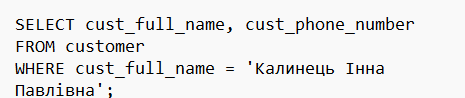 SELECT cust_full_name, cust_phone_number
FROM customer
WHERE cust_full_name = 'Калинець Інна
Павлівна';